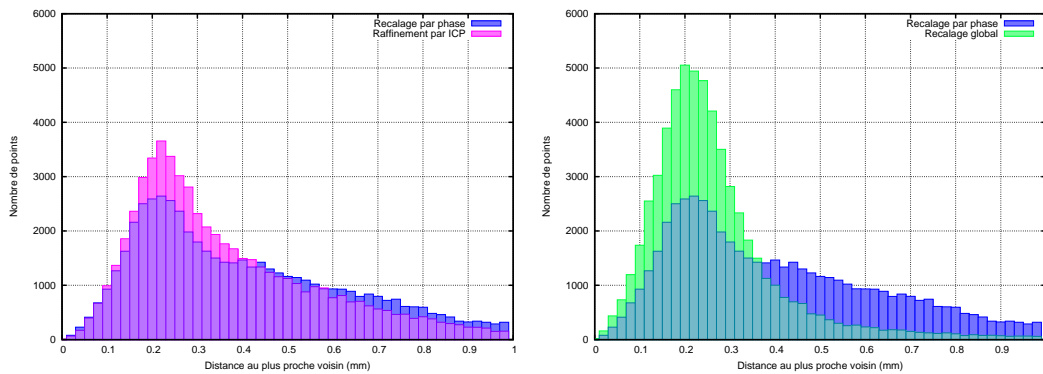 6000
5000
4000
3000
2000
1000
0
Nombre de points
Recalage par phase
Raffinement par ICP
0 0.1 0.2 0.3 0.4 0.5 0.6 0.7 0.8 0.9 1
Distance au plus proche voisin (mm)
6000
5000
4000
3000
2000
1000
0
Nombre de points
Recalage par phase
Recalage global
0 0.1 0.2 0.3 0.4 0.5 0.6 0.7 0.8 0.9
Distance au plus proche voisin (mm)